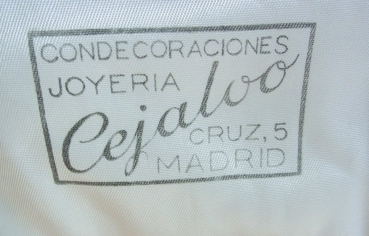 CONDECORACIONES
JOYERIA
Cejalvo
CRUZ, 5
MADRID